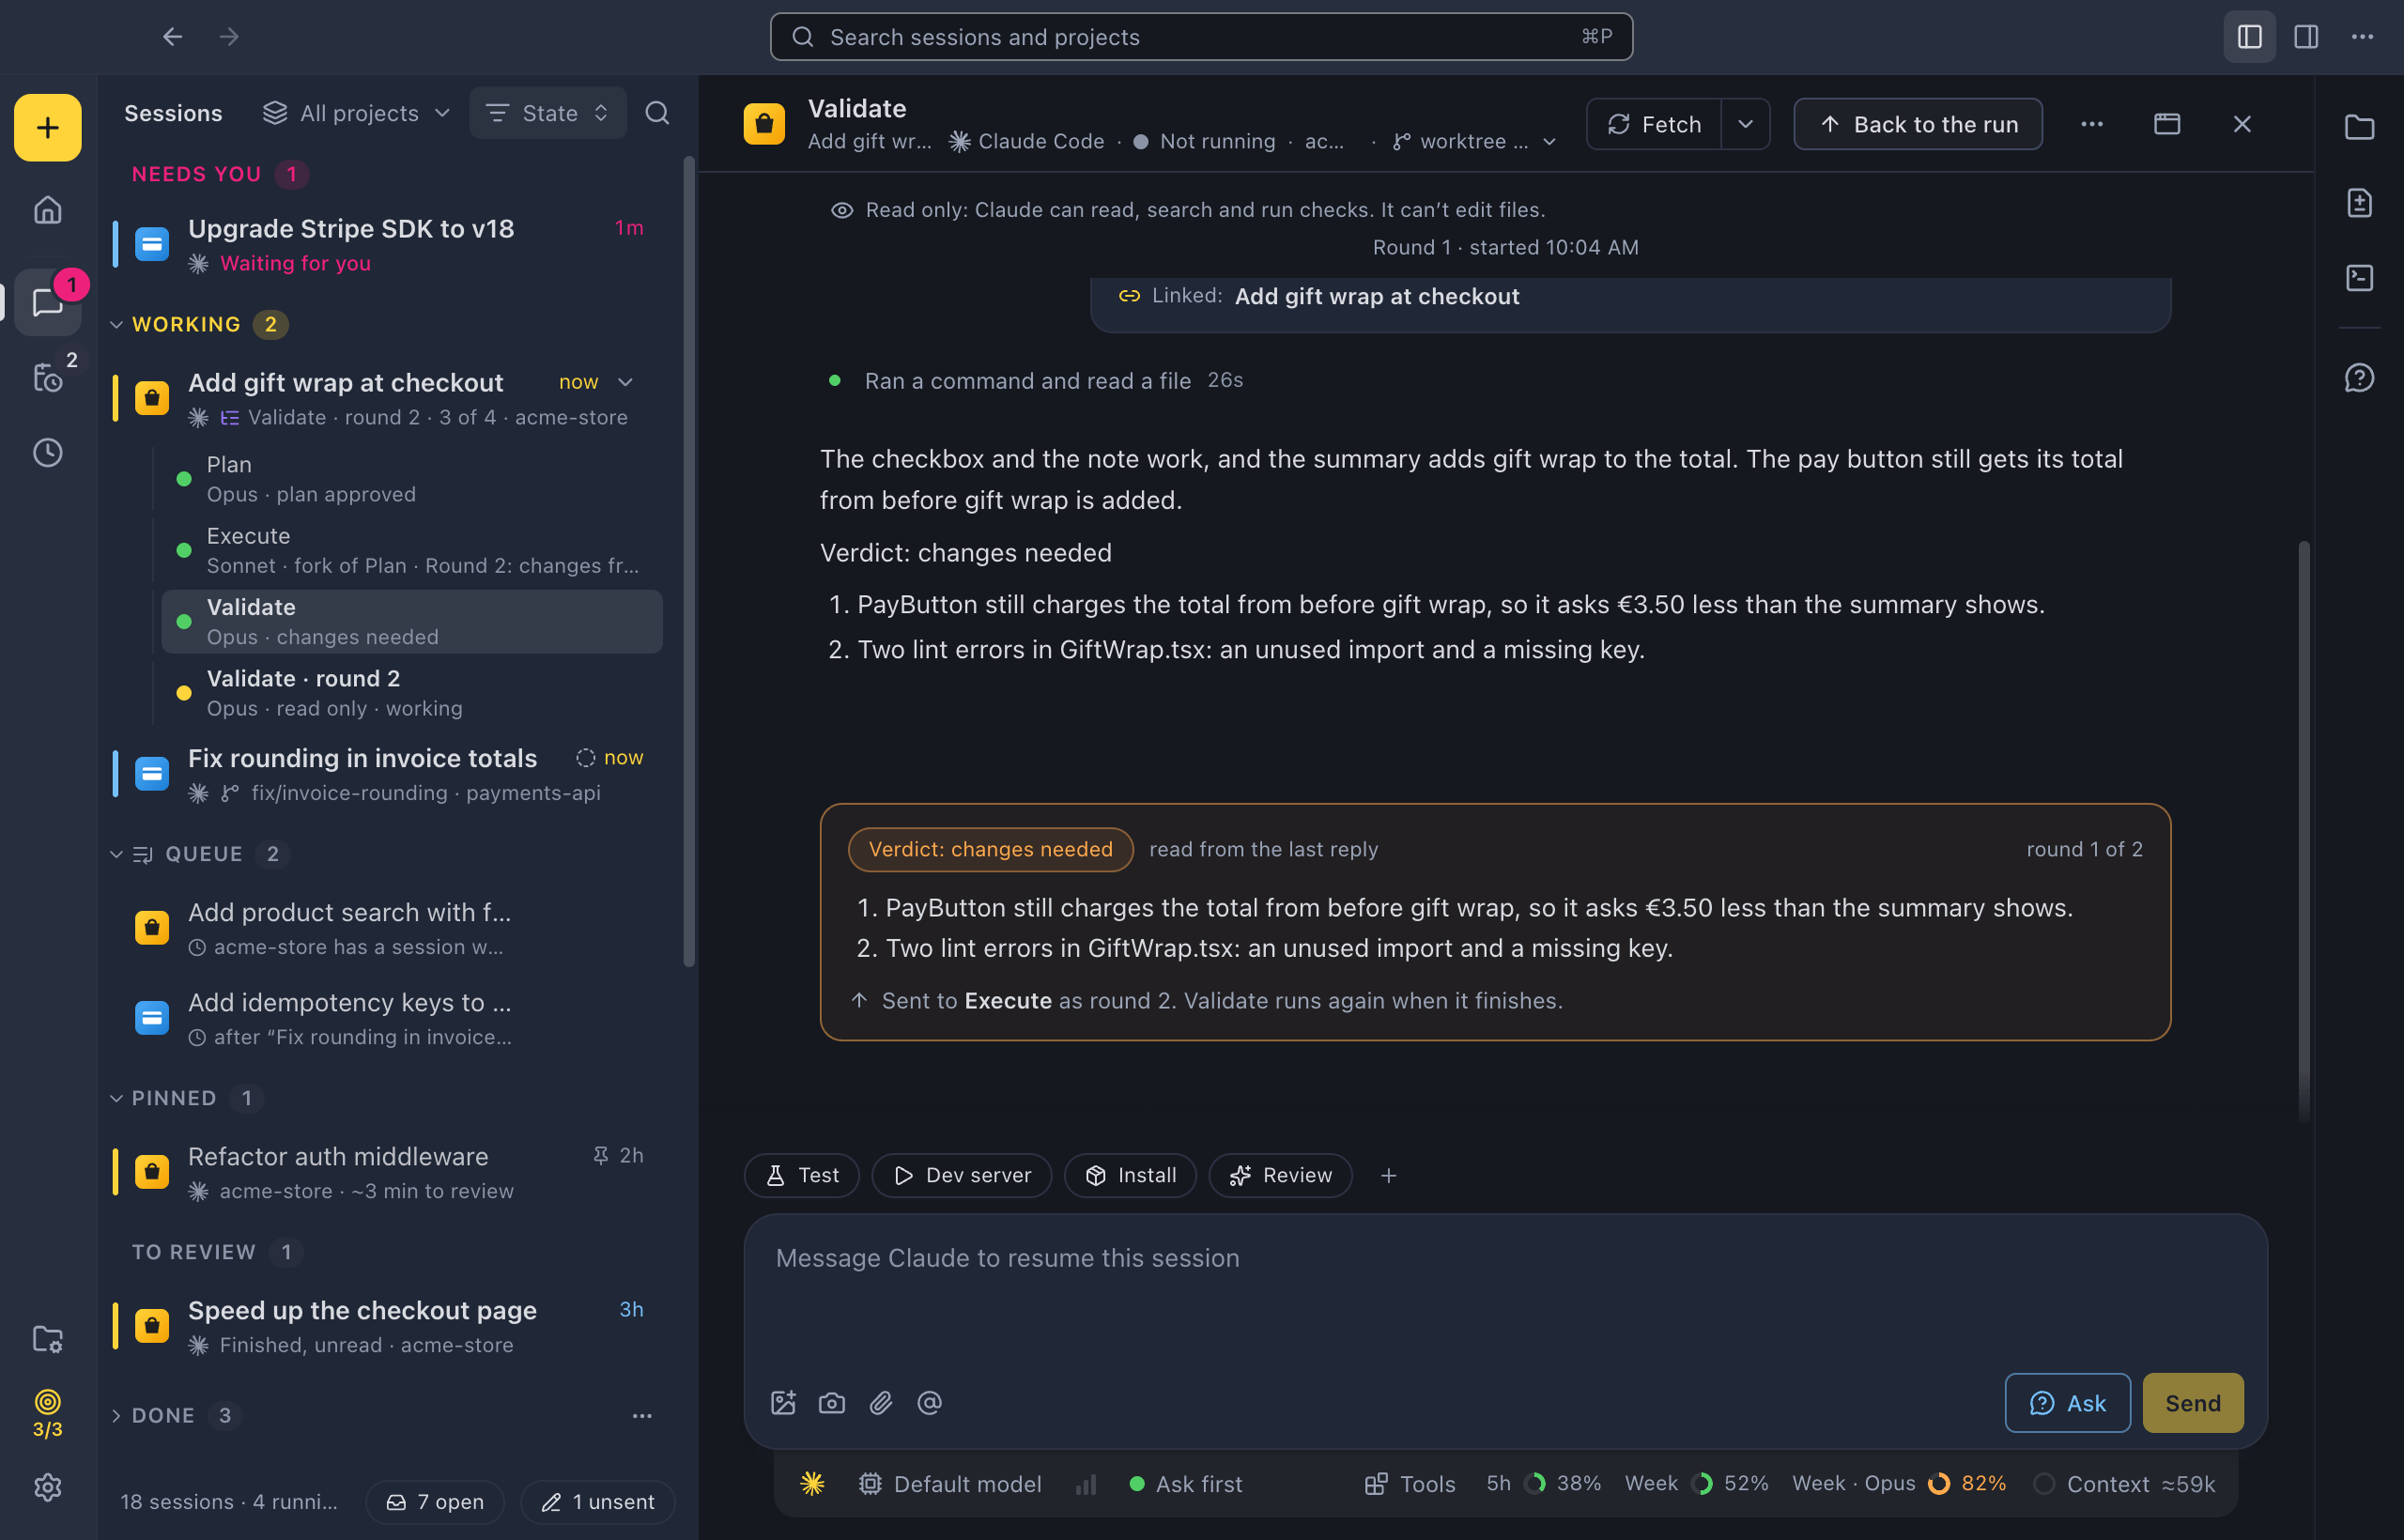 Search sessions and projects ⌘P
Sessions
All projects
State
NEEDS YOU 1
Upgrade Stripe SDK to v18 1m
Waiting for you
WORKING 2
Add gift wrap at checkout now
Validate · round 2 · 3 of 4 · acme-store
Plan
Opus · plan approved
Execute
Sonnet · fork of Plan · Round 2: changes fr...
Validate
Opus · changes needed
Validate · round 2
Opus · read only · working
Fix rounding in invoice totals now
fix/invoice-rounding · payments-api
QUEUE 2
Add product search with f...
acme-store has a session w...
Add idempotency keys to ...
after “Fix rounding in invoice...
PINNED 1
Refactor auth middleware 2h
acme-store · ~3 min to review
TO REVIEW 1
Speed up the checkout page 3h
Finished, unread · acme-store
DONE 3
18 sessions · 4 runni...
7 open
1 unsent
1
2
3/3
Validate
Add gift wr... Claude Code · Not running · ac... · worktree ...
Fetch
Back to the run
Read only: Claude can read, search and run checks. It can’t edit files.
Round 1 · started 10:04 AM
Linked: Add gift wrap at checkout
Ran a command and read a file 26s
The checkbox and the note work, and the summary adds gift wrap to the total. The pay button still gets its total
from before gift wrap is added.
Verdict: changes needed
1. PayButton still charges the total from before gift wrap, so it asks €3.50 less than the summary shows.
2. Two lint errors in GiftWrap.tsx: an unused import and a missing key.
Verdict: changes needed read from the last reply round 1 of 2
1. PayButton still charges the total from before gift wrap, so it asks €3.50 less than the summary shows.
2. Two lint errors in GiftWrap.tsx: an unused import and a missing key.
Sent to Execute as round 2. Validate runs again when it finishes.
Test
Dev server
Install
Review
Message Claude to resume this session
Ask
Send
Default model
Ask first
Tools
5h 38%
Week 52%
Week · Opus 82%
Context ≈59k